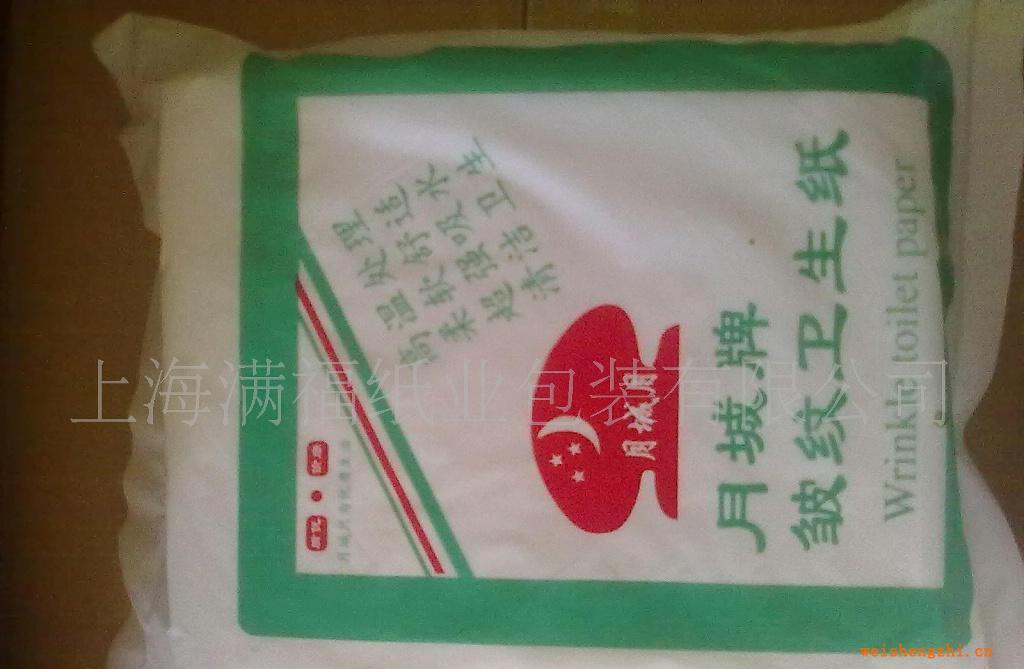 高温处理
柔软舒适
超强吸水
清洁卫生
月城
月城牌
皱纹卫生纸
Wrinkle toilet paper
上海满福纸业包装有限公司
weishengzhi.cn